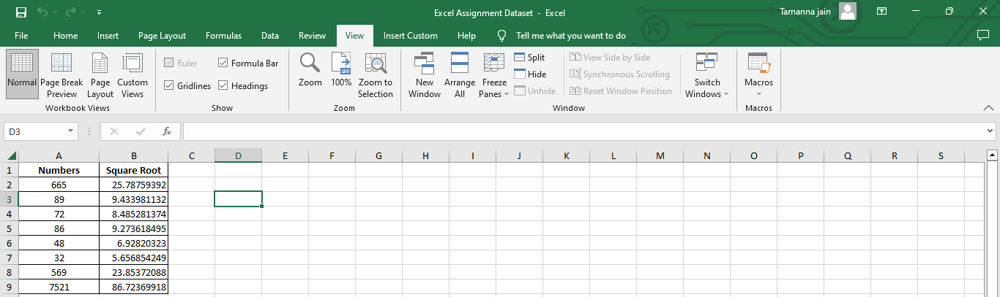 Excel Assignment Dataset - Excel
Tamanna jain
File Home Insert Page Layout Formulas Data Review View Insert Custom Help Tell me what you want to do
Normal
Page Break Preview
Page Layout
Custom Views
Workbook Views
Ruler
Formula Bar
Gridlines
Headings
Show
Zoom
100
100%
Zoom to Selection
Zoom
New Window
Arrange All
Freeze Panes
Split
Hide
Unhide
View Side by Side
Synchronous Scrolling
Reset Window Position
Switch Windows
Window
Macros
Macros
D3
fx
A B C D E F G H I J K L M N O P Q R S
1 Numbers Square Root
2 665 25.78759392
3 89 9.433981132
4 72 8.485281374
5 86 9.273618495
6 48 6.92820323
7 32 5.656854249
8 569 23.85372088
9 7521 86.72369918